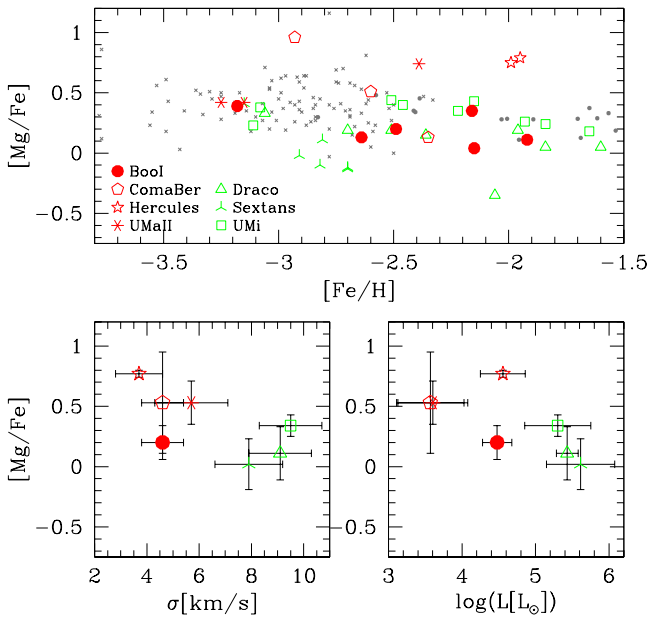 [Mg/Fe]
1
0.5
0
−0.5
BooI
ComaBer
Draco
Hercules
Sextans
UMaII
UMi
−3.5
−3
−2.5
−2
−1.5
[Fe/H]
[Mg/Fe]
1
0.5
0
−0.5
2
4
6
8
10
3
4
5
6
σ[km/s]
log(L[L⊙])